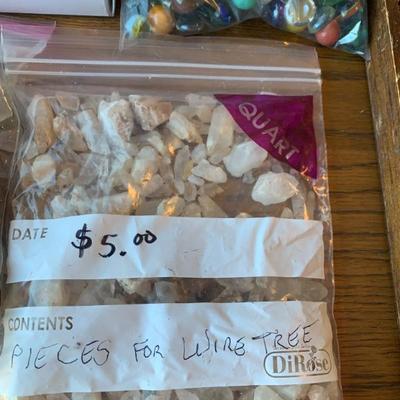 QUART
DATE $5.00
CONTENTS
PIECES FOR WIRE TREE
DiRose